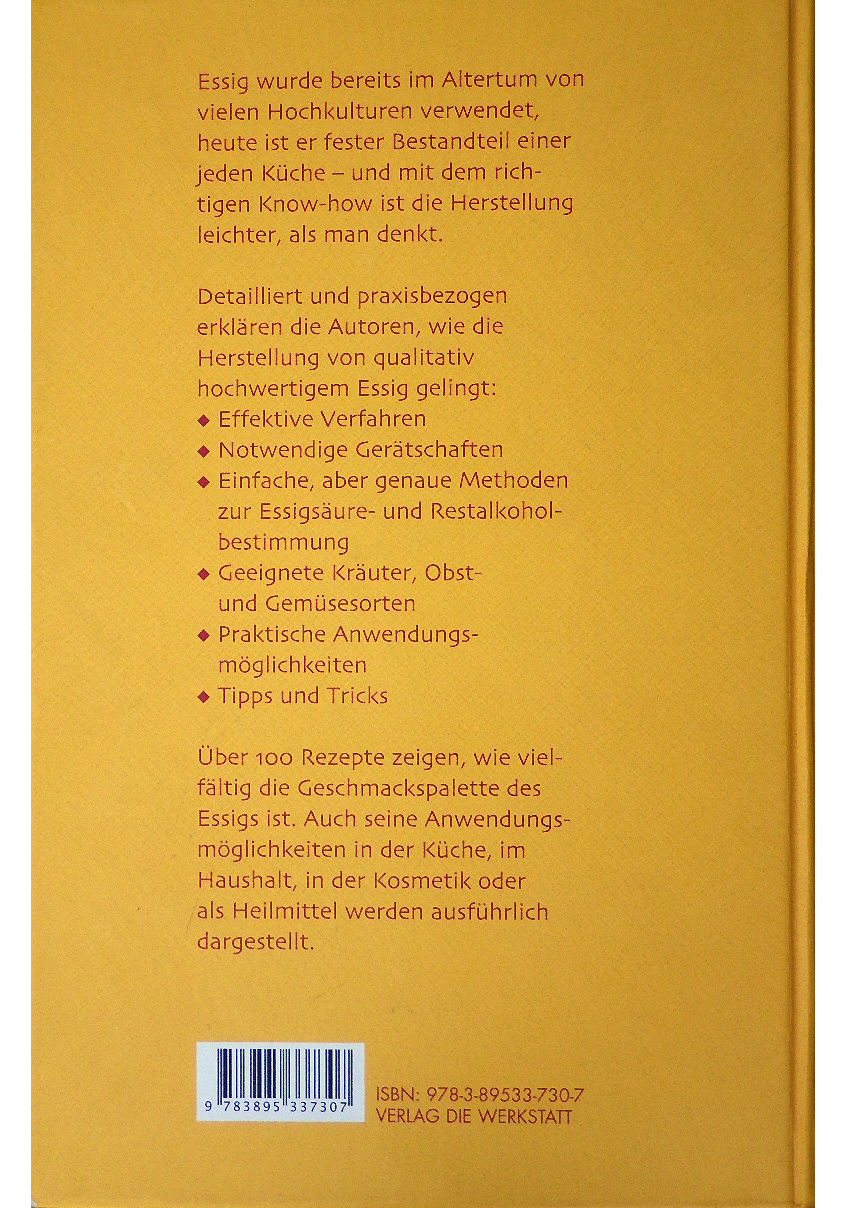 Essig wurde bereits im Altertum von
vielen Hochkulturen verwendet,
heute ist er fester Bestandteil einer
jeden Küche – und mit dem rich-
tigen Know-how ist die Herstellung
leichter, als man denkt.
Detailliert und praxisbezogen
erklären die Autoren, wie die
Herstellung von qualitativ
hochwertigem Essig gelingt:
◆ Effektive Verfahren
◆ Notwendige Gerätschaften
◆ Einfache, aber genaue Methoden
zur Essigsäure- und Restalkohol-
bestimmung
◆ Geeignete Kräuter, Obst-
und Gemüsesorten
◆ Praktische Anwendungs-
möglichkeiten
◆ Tipps und Tricks
Über 100 Rezepte zeigen, wie viel-
fältig die Geschmackspalette des
Essigs ist. Auch seine Anwendungs-
möglichkeiten in der Küche, im
Haushalt, in der Kosmetik oder
als Heilmittel werden ausführlich
dargestellt.
9 783895 337307
ISBN: 978-3-89533-730-7
VERLAG DIE WERKSTATT